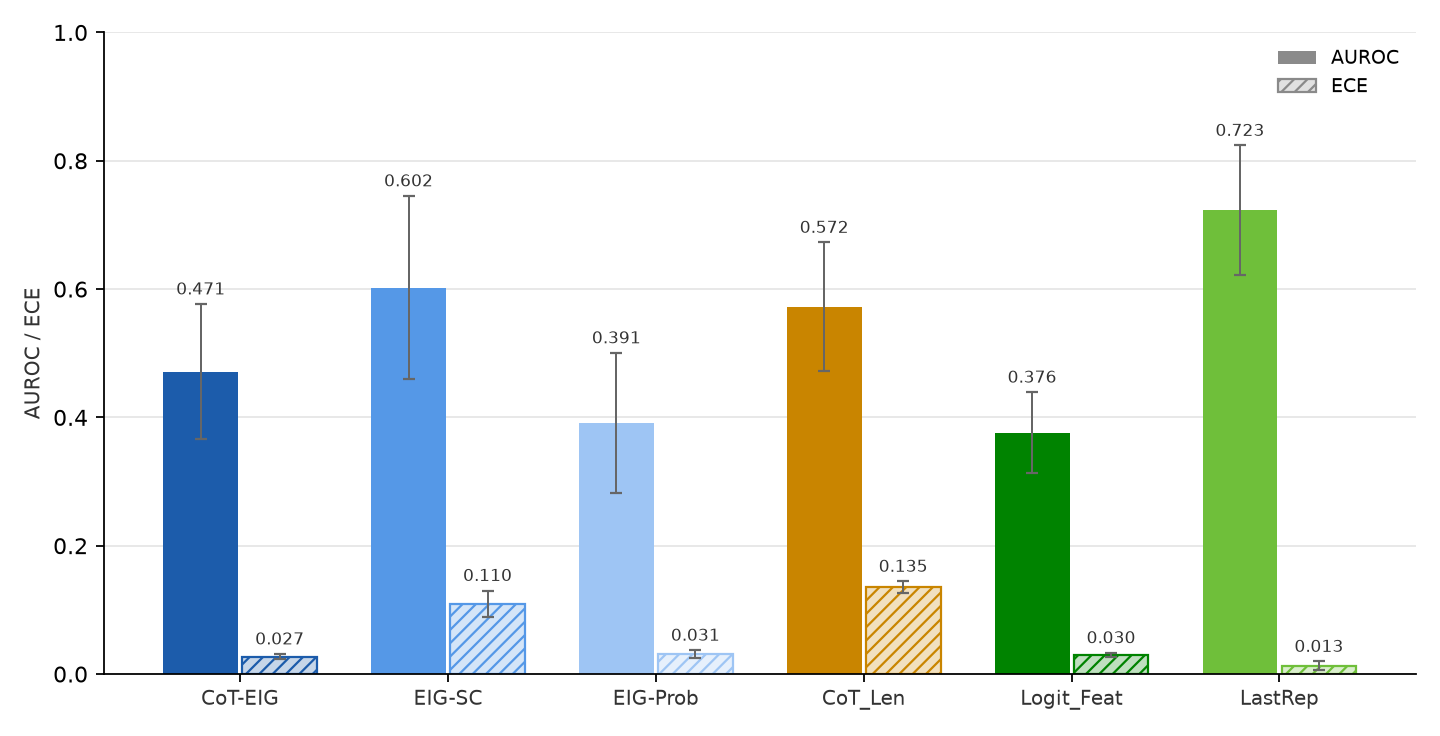 1.0
0.8
0.6
0.4
0.2
0.0
AUROC / ECE
AUROC
ECE
0.471
0.027
0.602
0.110
0.391
0.031
0.572
0.135
0.376
0.030
0.723
0.013
CoT-EIG
EIG-SC
EIG-Prob
CoT_Len
Logit_Feat
LastRep